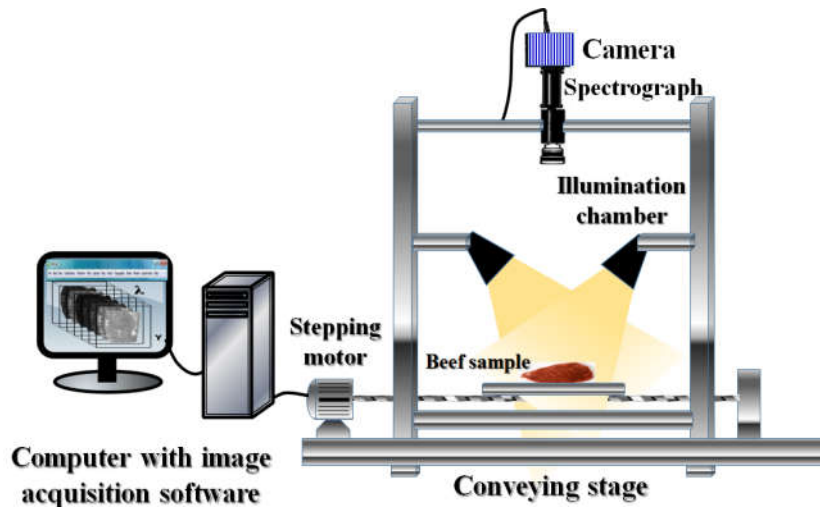 Camera
Spectrograph
Illumination
chamber
Stepping
motor
Beef sample
Computer with image
acquisition software
Conveying stage